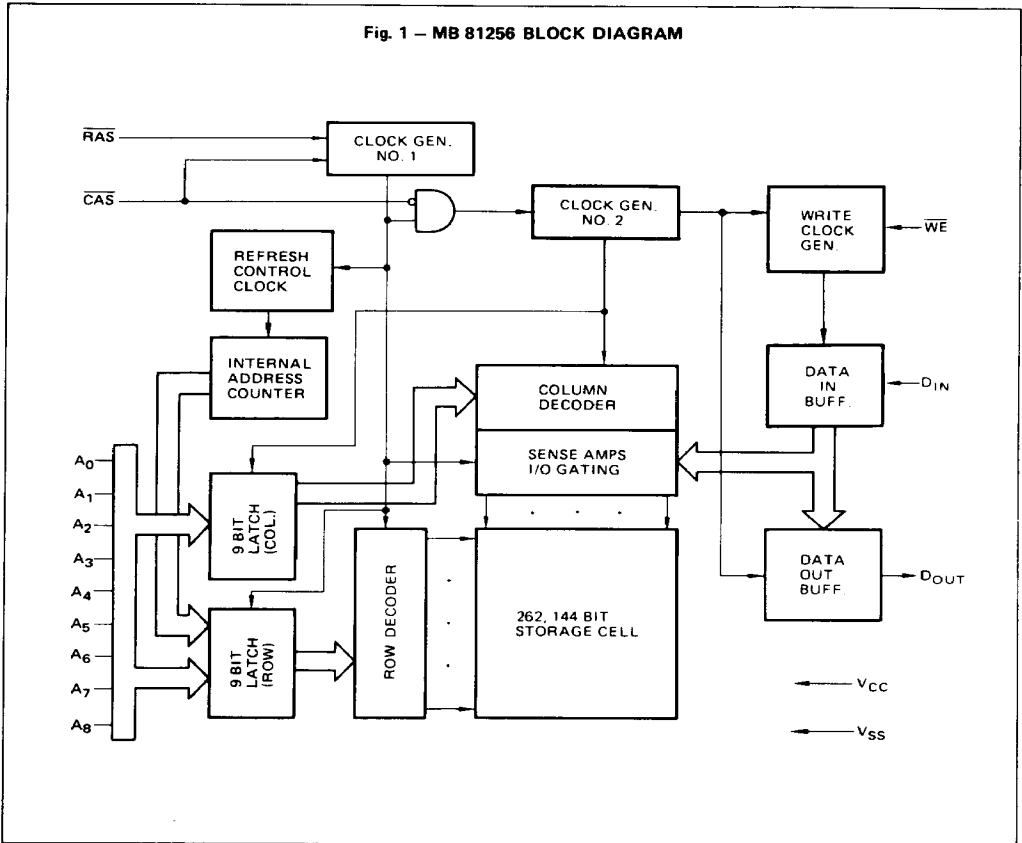 Fig. 1 – MB 81256 BLOCK DIAGRAM
R̅A̅S̅
CLOCK GEN.
NO. 1
C̅A̅S̅
CLOCK GEN.
NO. 2
WRITE
CLOCK
GEN.
W̅E̅
REFRESH
CONTROL
CLOCK
INTERNAL
ADDRESS
COUNTER
COLUMN
DECODER
DATA
IN
BUFF.
DIN
SENSE AMPS
I/O GATING
A0
A1
A2
A3
A4
A5
A6
A7
A8
9 BIT
LATCH
(COL.)
9 BIT
LATCH
(ROW)
ROW DECODER
262, 144 BIT
STORAGE CELL
DATA
OUT
BUFF.
DOUT
VCC
VSS